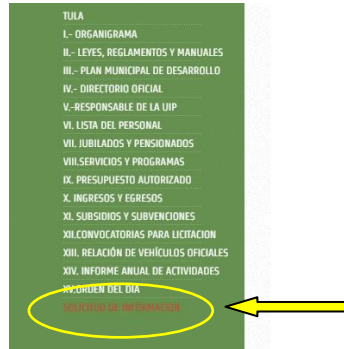 TULA
I.- ORGANIGRAMA
II.- LEYES, REGLAMENTOS Y MANUALES
III.- PLAN MUNICIPAL DE DESARROLLO
IV.- DIRECTORIO OFICIAL
V.-RESPONSABLE DE LA UIP
VI. LISTA DEL PERSONAL
VII. JUBILADOS Y PENSIONADOS
VIII.SERVICIOS Y PROGRAMAS
IX. PRESUPUESTO AUTORIZADO
X. INGRESOS Y EGRESOS
XI. SUBSIDIOS Y SUBVENCIONES
XII.CONVOCATORIAS PARA LICITACION
XIII. RELACIÓN DE VEHÍCULOS OFICIALES
XIV. INFORME ANUAL DE ACTIVIDADES
XV.ORDEN DEL DIA
SOLICITUD DE INFORMACION